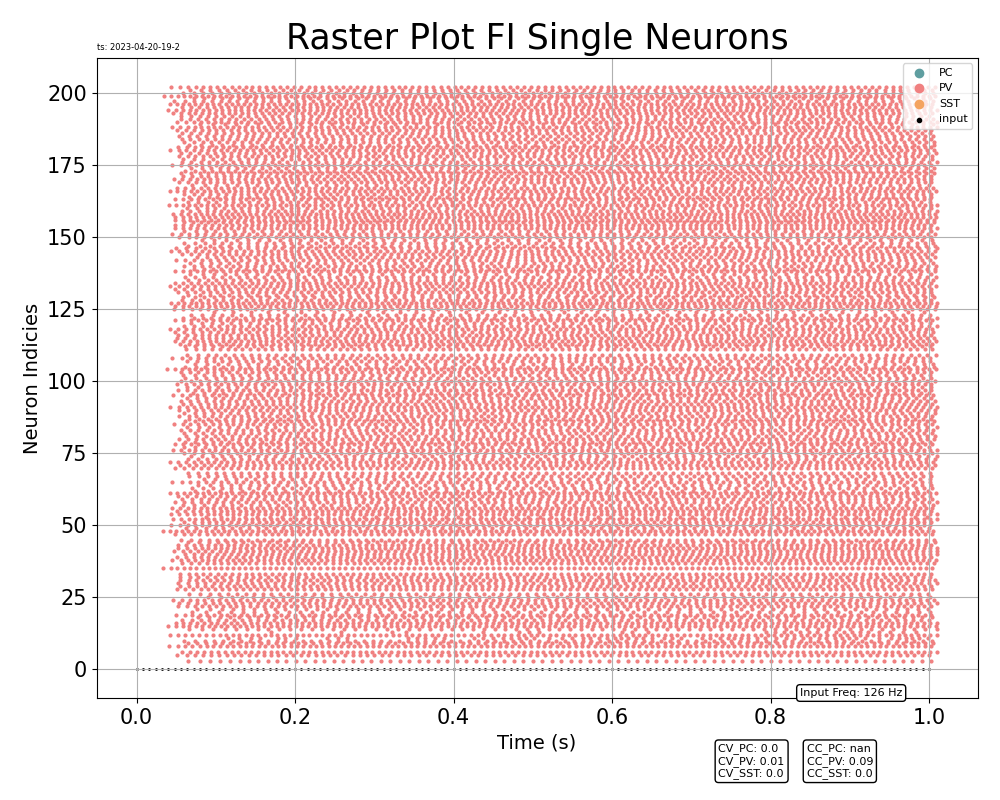 Raster Plot FI Single Neurons
ts: 2023-04-20-19-2
PC
PV
SST
input
200
175
150
125
100
75
50
25
0
Neuron Indicies
0.0 0.2 0.4 0.6 0.8 1.0
Time (s)
Input Freq: 126 Hz
CV_PC: 0.0
CV_PV: 0.01
CV_SST: 0.0
CC_PC: nan
CC_PV: 0.09
CC_SST: 0.0